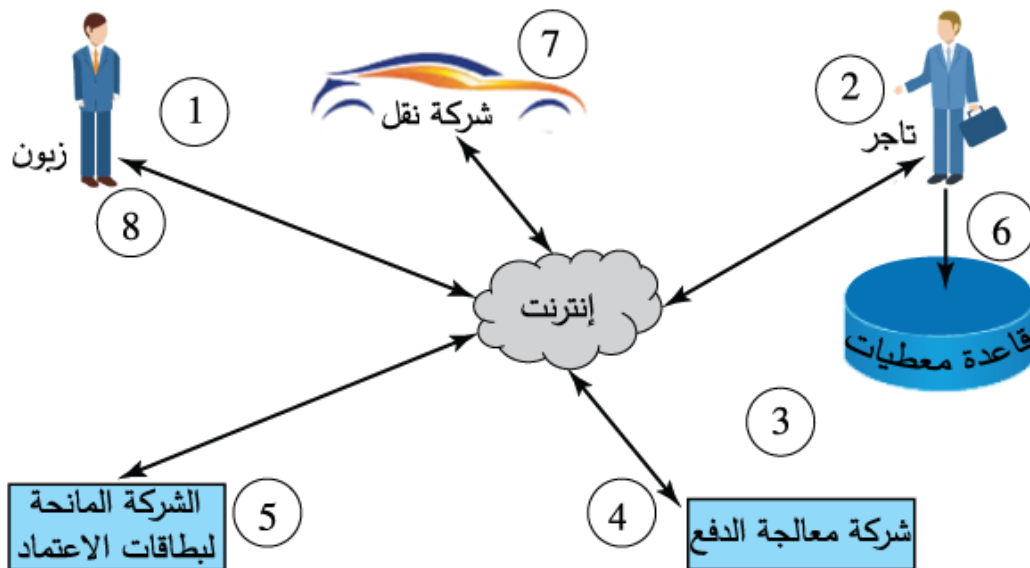 7
2
1
شركة نقل
تاجر
زبون
8
6
إنترنت
قاعدة معطيات
3
5
4
الشركة المانحة
لبطاقات الاعتماد
شركة معالجة الدفع